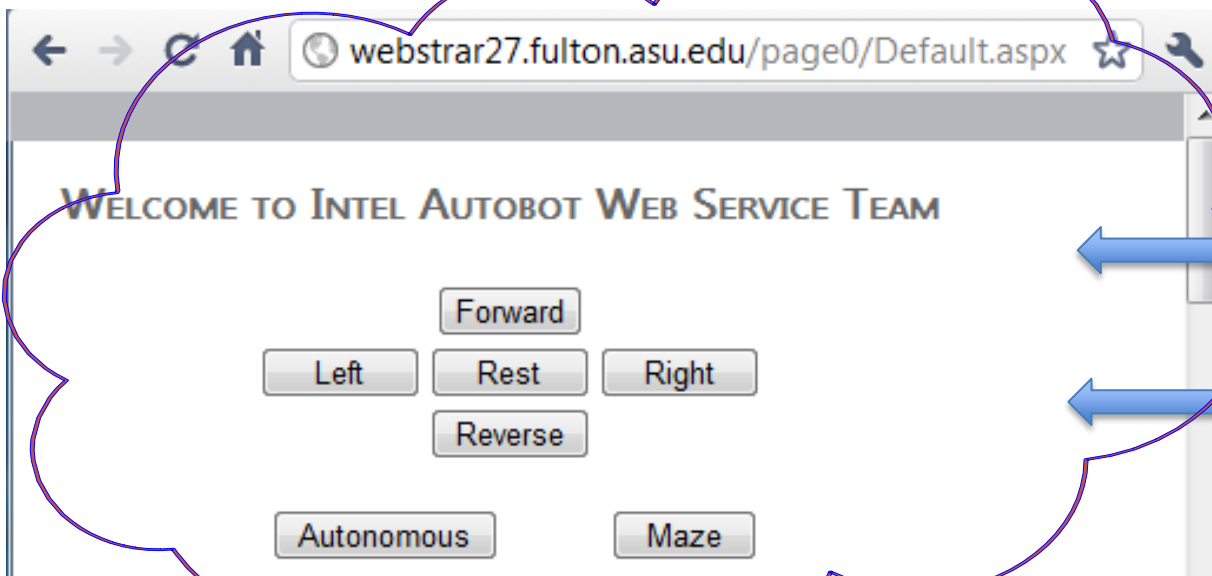 webstrar27.fulton.asu.edu/page0/Default.aspx
Welcome to Intel Autobot Web Service Team
Forward
Left Rest Right
Reverse
Autonomous Maze